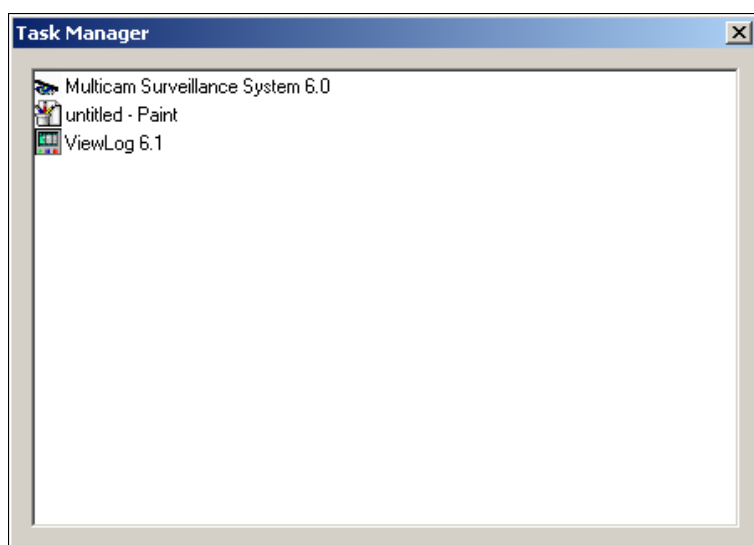 Task Manager
Multicam Surveillance System 6.0
untitled - Paint
ViewLog 6.1